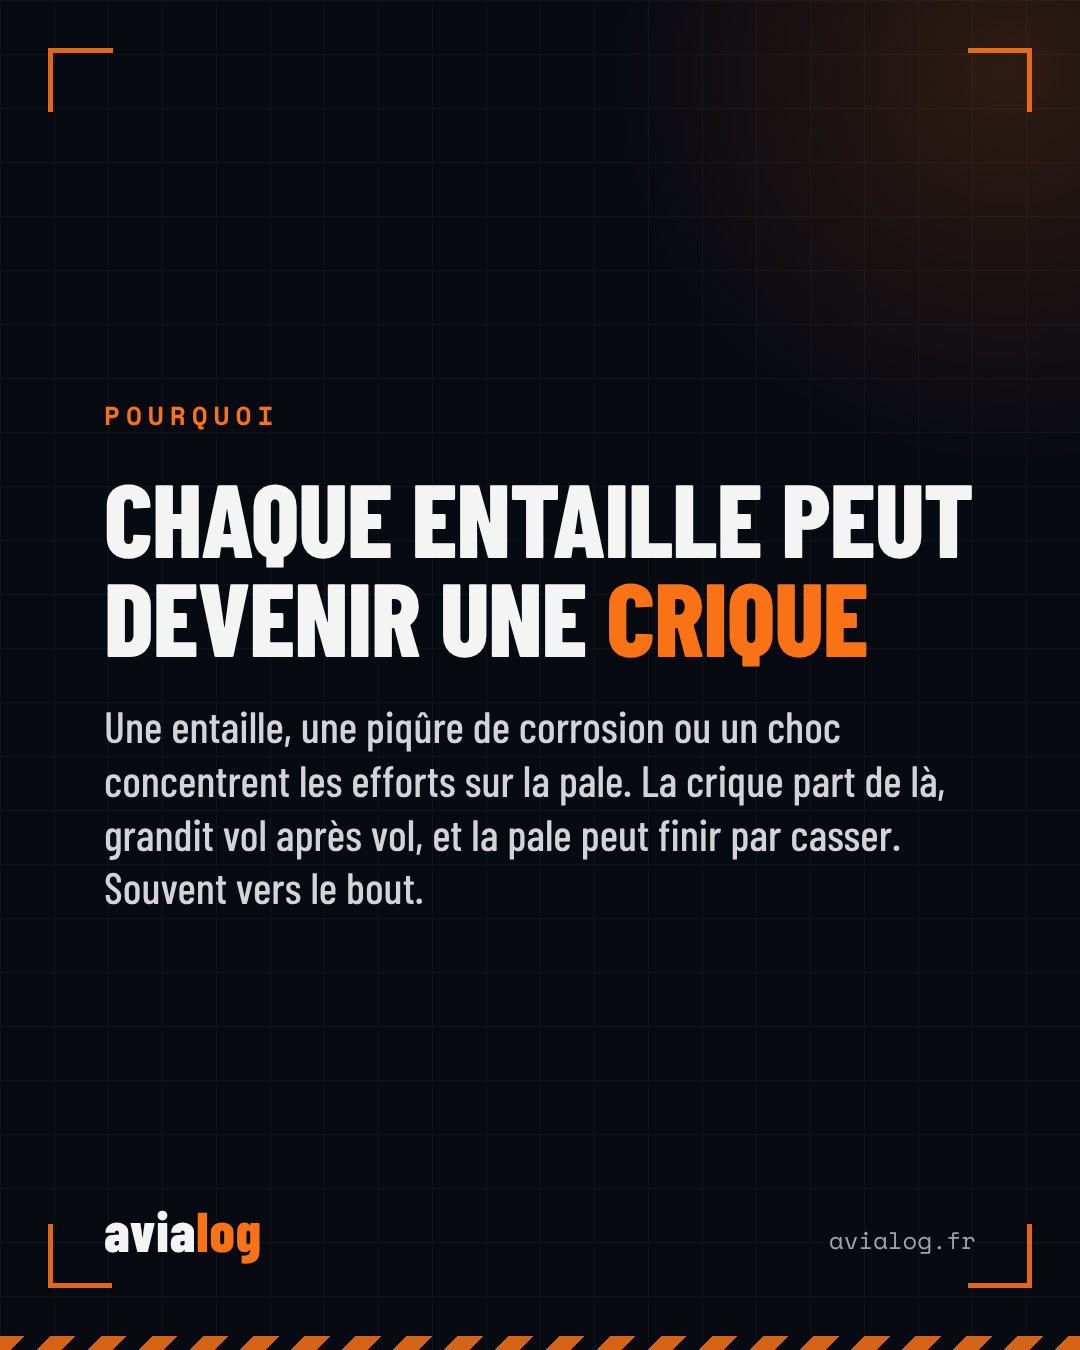 POURQUOI
CHAQUE ENTAILLE PEUT
DEVENIR UNE CRIQUE
Une entaille, une piqûre de corrosion ou un choc
concentrent les efforts sur la pale. La crique part de là,
grandit vol après vol, et la pale peut finir par casser.
Souvent vers le bout.
avialog
avialog.fr